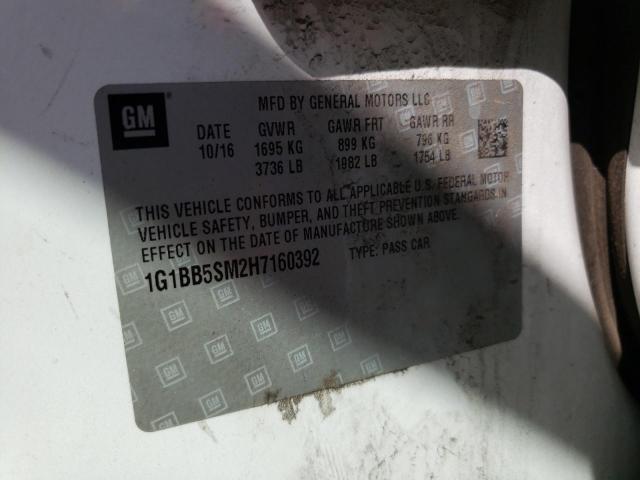 GM
MFD BY GENERAL MOTORS LLC
DATE GVWR GAWR FRT GAWR RR
10/16 1695 KG 899 KG 796 KG
3736 LB 1982 LB 1754 LB
THIS VEHICLE CONFORMS TO ALL APPLICABLE U.S. FEDERAL MOTOR
VEHICLE SAFETY, BUMPER, AND THEFT PREVENTION STANDARDS IN
EFFECT ON THE DATE OF MANUFACTURE SHOWN ABOVE.
1G1BB5SM2H7160392 TYPE: PASS CAR